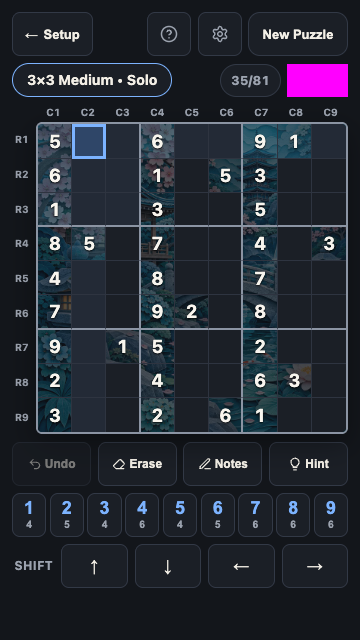 ← Setup
New Puzzle
3×3 Medium • Solo
35/81
C1 C2 C3 C4 C5 C6 C7 C8 C9
R1 5 6 9 1
R2 6 1 5 3
R3 1 3 5
R4 8 5 7 4 3
R5 4 8 7
R6 7 9 2 8
R7 9 1 5 2
R8 2 4 6 3
R9 3 2 6 1
Undo Erase Notes Hint
1 2 3 4 5 6 7 8 9
4 5 4 6 4 5 6 6 6
SHIFT ↑ ↓ ← →